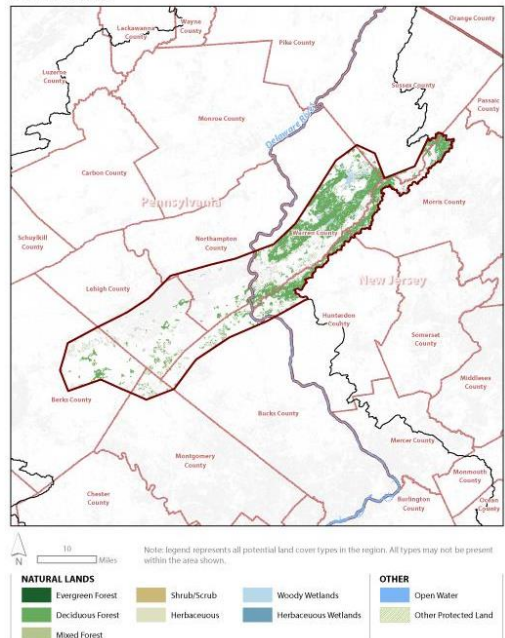 Orange County
Wayne
County
Lackawanna
County
Pike County
Luzerne
County
Sussex County
Passaic
County
Monroe County
Delaware River
Carbon County
Pennsylvania
Morris County
Warren County
Schuylkill
County
Northampton
County
Lehigh County
New Jersey
Hunterdon
County
Somerset
County
Middlesex
County
Berks County
Bucks County
Mercer County
Montgomery
County
Monmouth
County
Chester
County
Burlington
County
Ocean
County
N
10
Miles
Note: legend represents all potential land cover types in the region. All types may not be present
within the area shown.
NATURAL LANDS
Evergreen Forest
Deciduous Forest
Mixed Forest
Shrub/Scrub
Herbaceous
Woody Wetlands
Herbaceous Wetlands
OTHER
Open Water
Other Protected Land